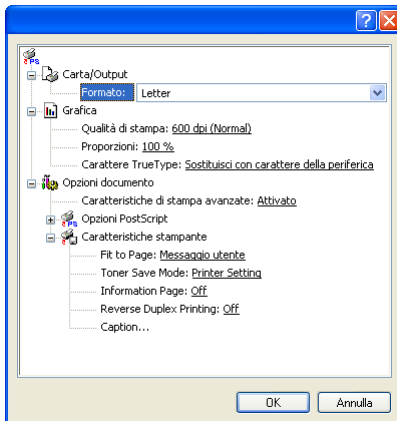 Carta/Output
Formato: Letter
Grafica
Qualità di stampa: 600 dpi (Normal)
Proporzioni: 100 %
Carattere TrueType: Sostituisci con carattere della periferica
Opzioni documento
Caratteristiche di stampa avanzate: Attivato
Opzioni PostScript
Caratteristiche stampante
Fit to Page: Messaggio utente
Toner Save Mode: Printer Setting
Information Page: Off
Reverse Duplex Printing: Off
Caption...
OK Annulla